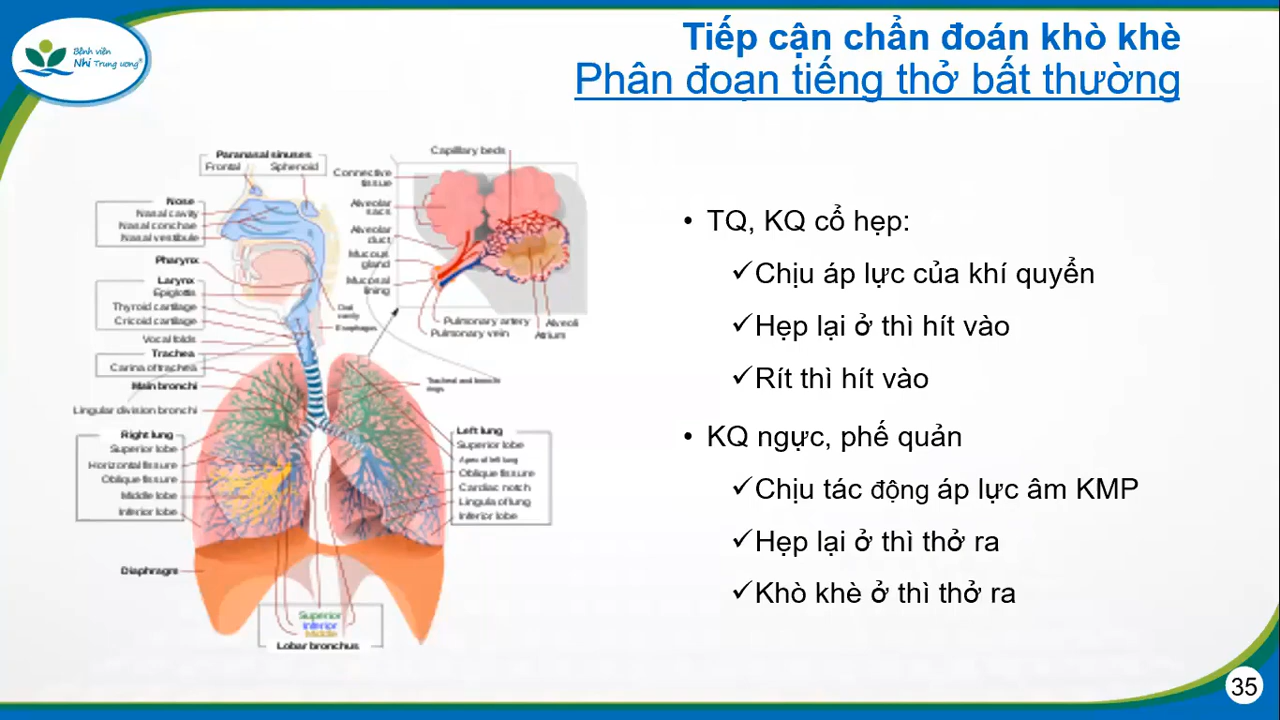 Bệnh viện
Nhi Trung ương
Tiếp cận chẩn đoán khò khè
Phân đoạn tiếng thở bất thường
Paranasal sinuses
Frontal
Sphenoid
Nose
Nasal cavity
Nasal conchae
Nasal vestibule
Pharynx
Larynx
Epiglottis
Thyroid cartilage
Cricoid cartilage
Vocal folds
Trachea
Carina of trachea
Main bronchi
Lingular division bronchi
Right lung
Superior lobe
Horizontal fissure
Oblique fissure
Middle lobe
Inferior lobe
Diaphragm
Capillary beds
Connective
tissue
Alveolar
sacs
Alveolar
duct
Mucous
gland
Mucosal
lining
Pulmonary artery
Pulmonary vein
Alveoli
Atrium
Oral
cavity
Esophagus
Tracheal and bronchi
rings
Left lung
Superior lobe
Apex of left lung
Oblique fissure
Cardiac notch
Lingula of lung
Inferior lobe
Superior
Inferior
Middle
Lobar bronchus
• TQ, KQ cổ hẹp:
✓Chịu áp lực của khí quyển
✓Hẹp lại ở thì hít vào
✓Rít thì hít vào
• KQ ngực, phế quản
✓Chịu tác động áp lực âm KMP
✓Hẹp lại ở thì thở ra
✓Khò khè ở thì thở ra
35